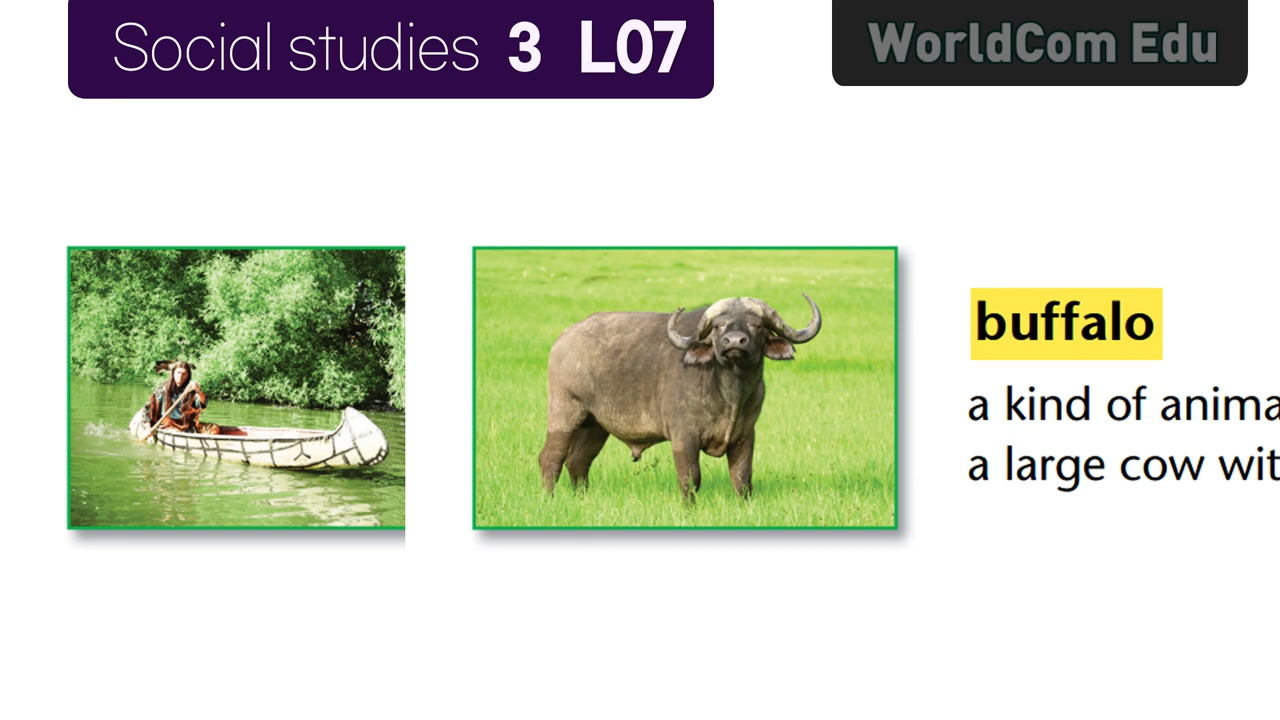 Social studies 3 L07
WorldCom Edu
buffalo
a kind of anima
a large cow wit